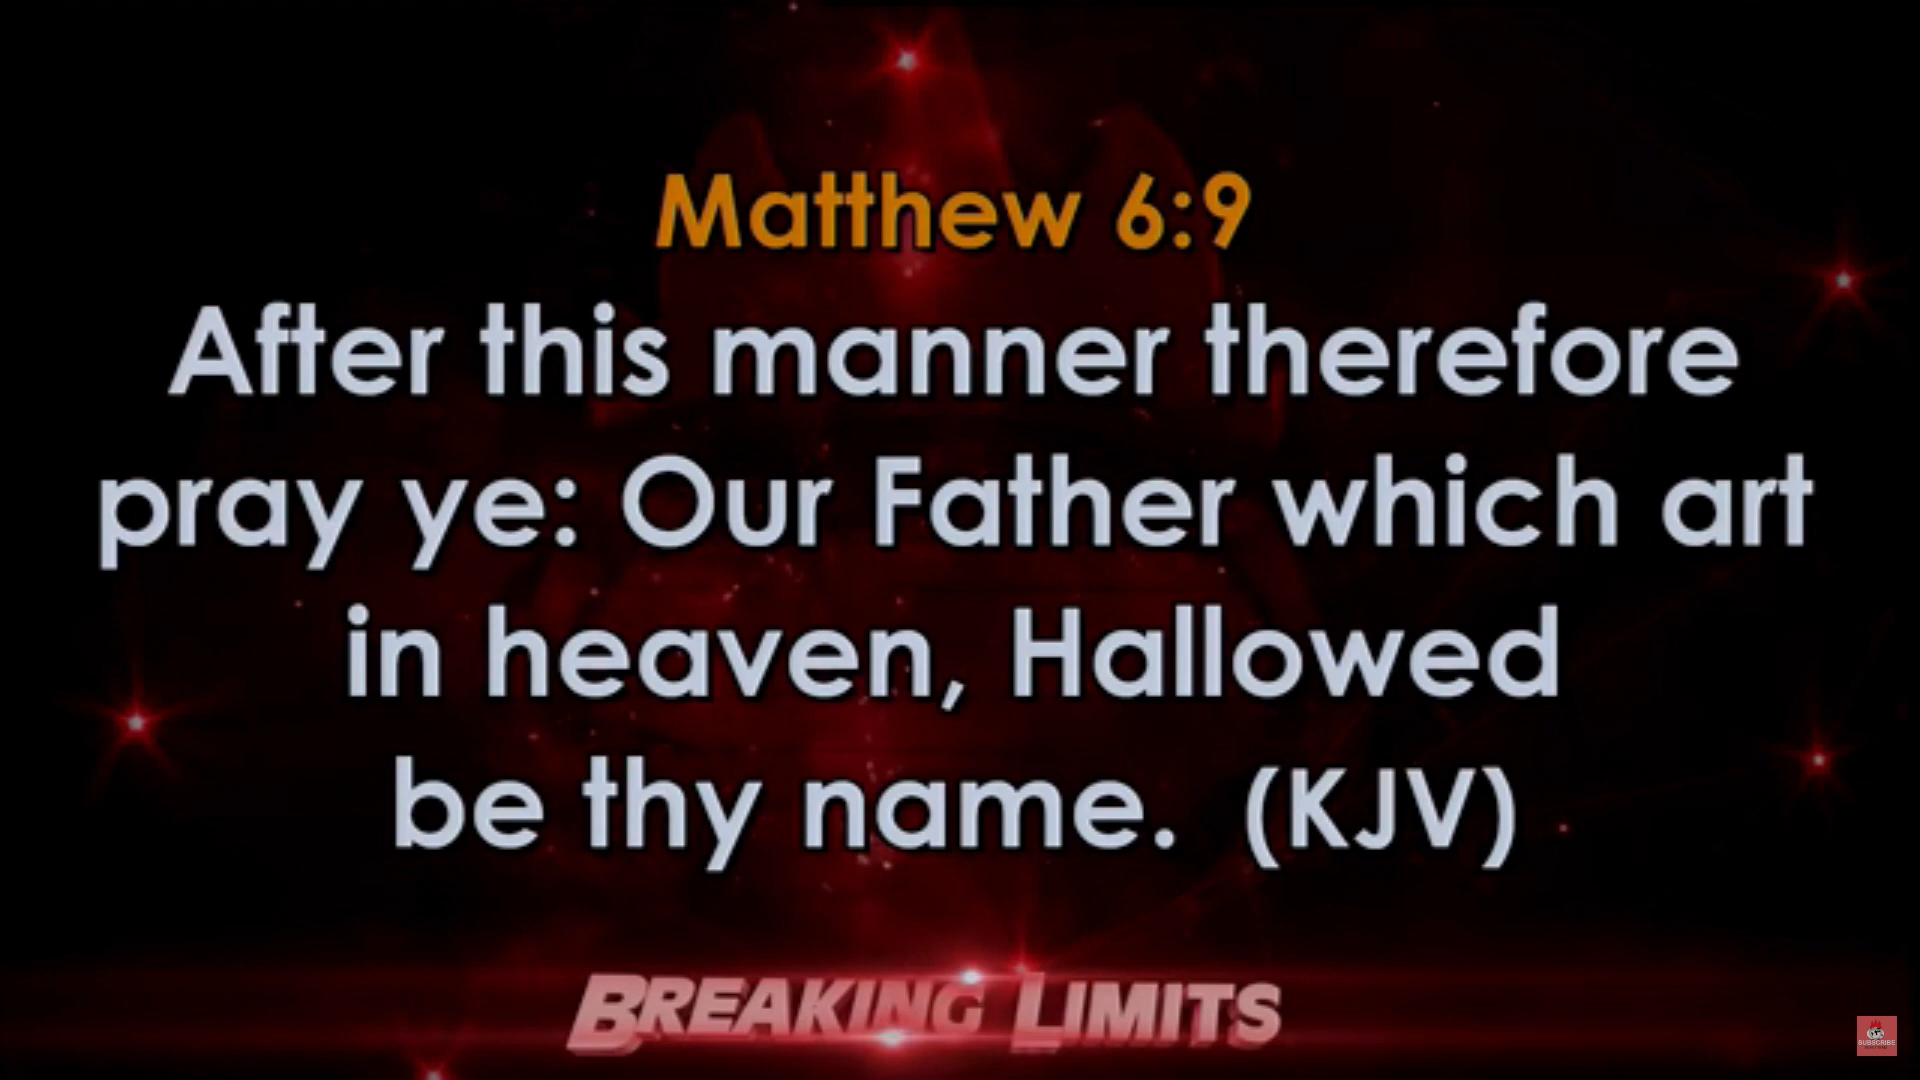 Matthew 6:9
After this manner therefore
pray ye: Our Father which art
in heaven, Hallowed
be thy name. (KJV)
BREAKING LIMITS
SUBSCRIBE